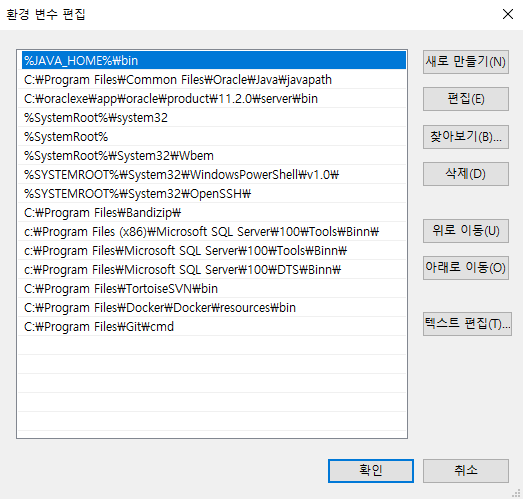 환경 변수 편집
%JAVA_HOME%₩bin
C:₩Program Files₩Common Files₩Oracle₩Java₩javapath
C:₩oraclexe₩app₩oracle₩product₩11.2.0₩server₩bin
%SystemRoot%₩system32
%SystemRoot%
%SystemRoot%₩System32₩Wbem
%SYSTEMROOT%₩System32₩WindowsPowerShell₩v1.0₩
%SYSTEMROOT%₩System32₩OpenSSH₩
C:₩Program Files₩Bandizip₩
c:₩Program Files (x86)₩Microsoft SQL Server₩100₩Tools₩Binn₩
c:₩Program Files₩Microsoft SQL Server₩100₩Tools₩Binn₩
c:₩Program Files₩Microsoft SQL Server₩100₩DTS₩Binn₩
C:₩Program Files₩TortoiseSVN₩bin
C:₩Program Files₩Docker₩Docker₩resources₩bin
C:₩Program Files₩Git₩cmd
새로 만들기(N)
편집(E)
찾아보기(B)...
삭제(D)
위로 이동(U)
아래로 이동(O)
텍스트 편집(T)...
확인
취소